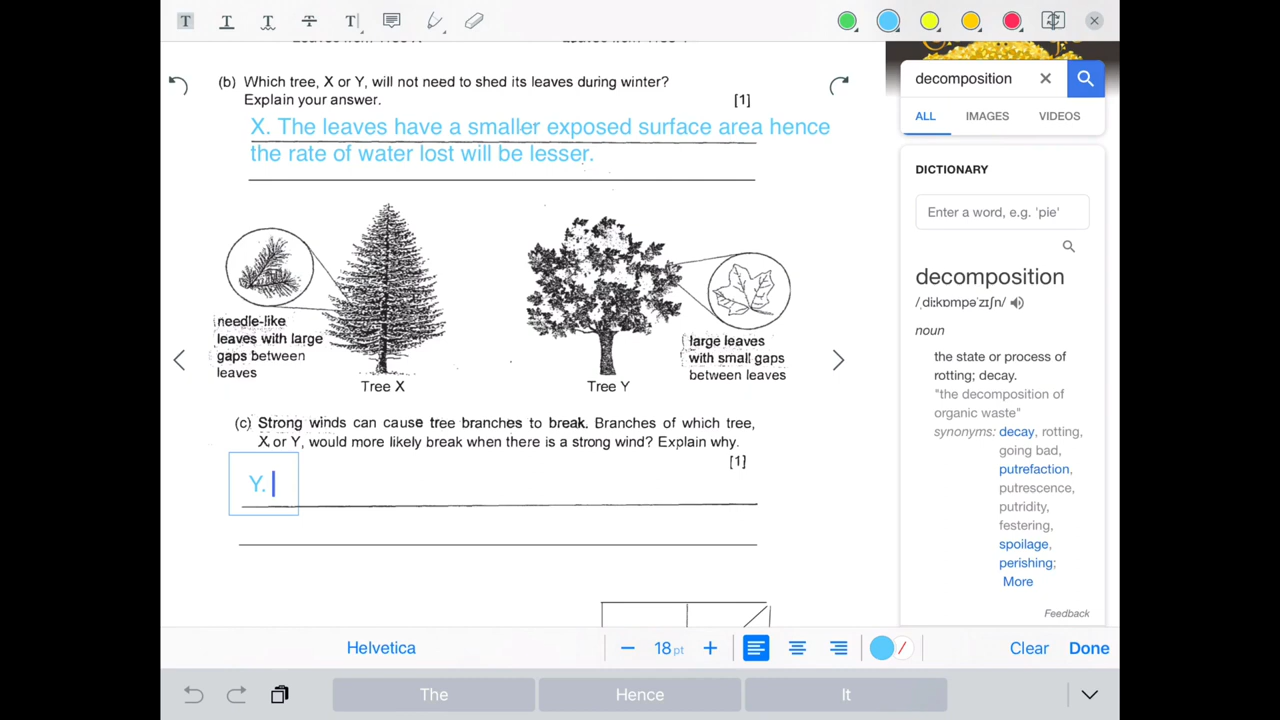 T T T T T
(b) Which tree, X or Y, will not need to shed its leaves during winter?
Explain your answer. [1]
X. The leaves have a smaller exposed surface area hence
the rate of water lost will be lesser.
needle-like
leaves with large
gaps between
leaves
Tree X
large leaves
with small gaps
between leaves
Tree Y
(c) Strong winds can cause tree branches to break. Branches of which tree,
X or Y, would more likely break when there is a strong wind? Explain why.
[1]
Y.
decomposition
ALL IMAGES VIDEOS
DICTIONARY
Enter a word, e.g. 'pie'
decomposition
/ˌdiːkɒmpəˈzɪʃn/
noun
the state or process of
rotting; decay.
"the decomposition of
organic waste"
synonyms: decay, rotting,
going bad,
putrefaction,
putrescence,
putridity,
festering,
spoilage,
perishing;
More
Feedback
Helvetica − 18pt + Clear Done
The Hence It